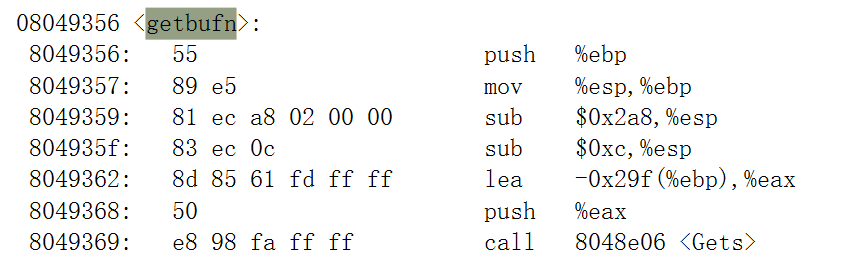 08049356 <getbufn>:
8049356: 55 push %ebp
8049357: 89 e5 mov %esp,%ebp
8049359: 81 ec a8 02 00 00 sub $0x2a8,%esp
804935f: 83 ec 0c sub $0xc,%esp
8049362: 8d 85 61 fd ff ff lea -0x29f(%ebp),%eax
8049368: 50 push %eax
8049369: e8 98 fa ff ff call 8048e06 <Gets>